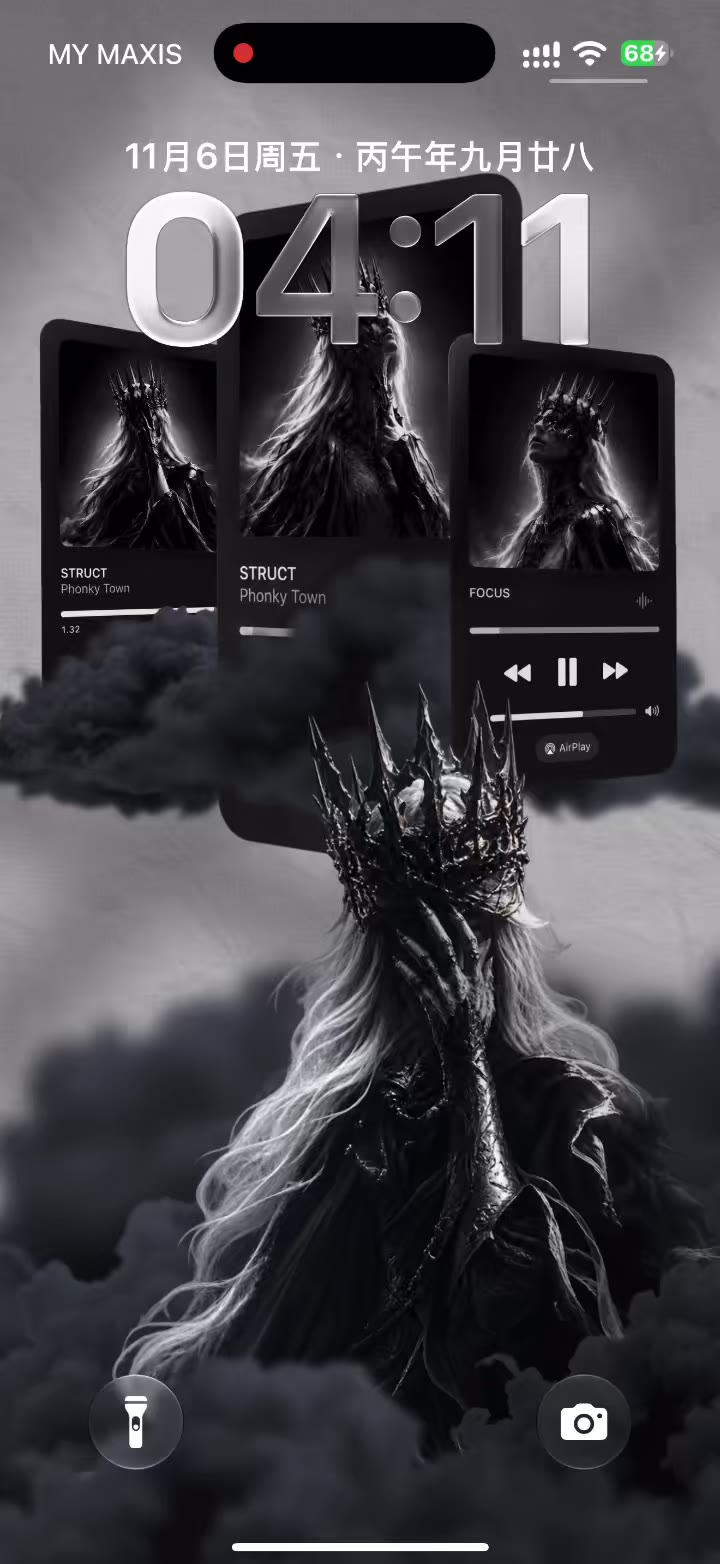 MY MAXIS
68
11月6日周五 · 丙午年九月廿八
04:11
STRUCT
Phonky Town
1.32
STRUCT
Phonky Town
FOCUS
AirPlay